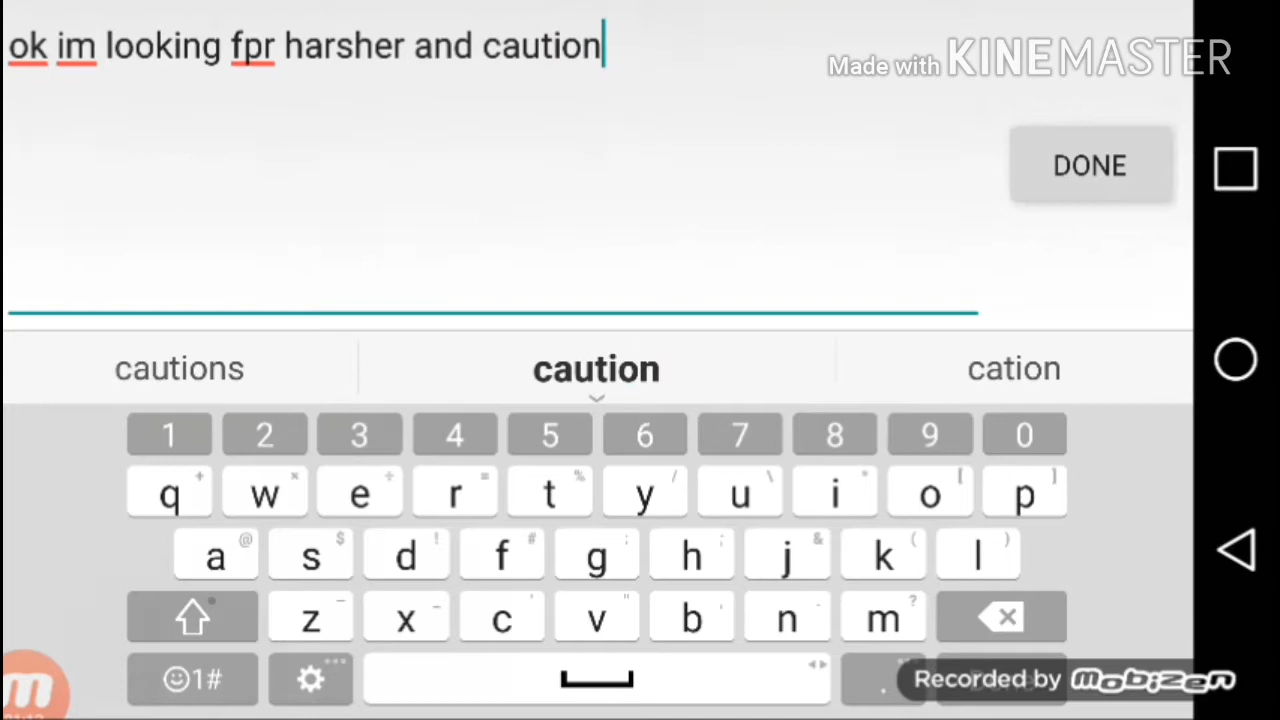 ok im looking fpr harsher and caution
Made with KINEMASTER
DONE
cautions caution cation
1 2 3 4 5 6 7 8 9 0
q + w × e ÷ r = t % y / u \ i * o [ p ]
a @ s $ d ! f # g : h ; j & k ( l )
z – x _ c ' v " b , n - m ?
1# .
Recorded by mobizen